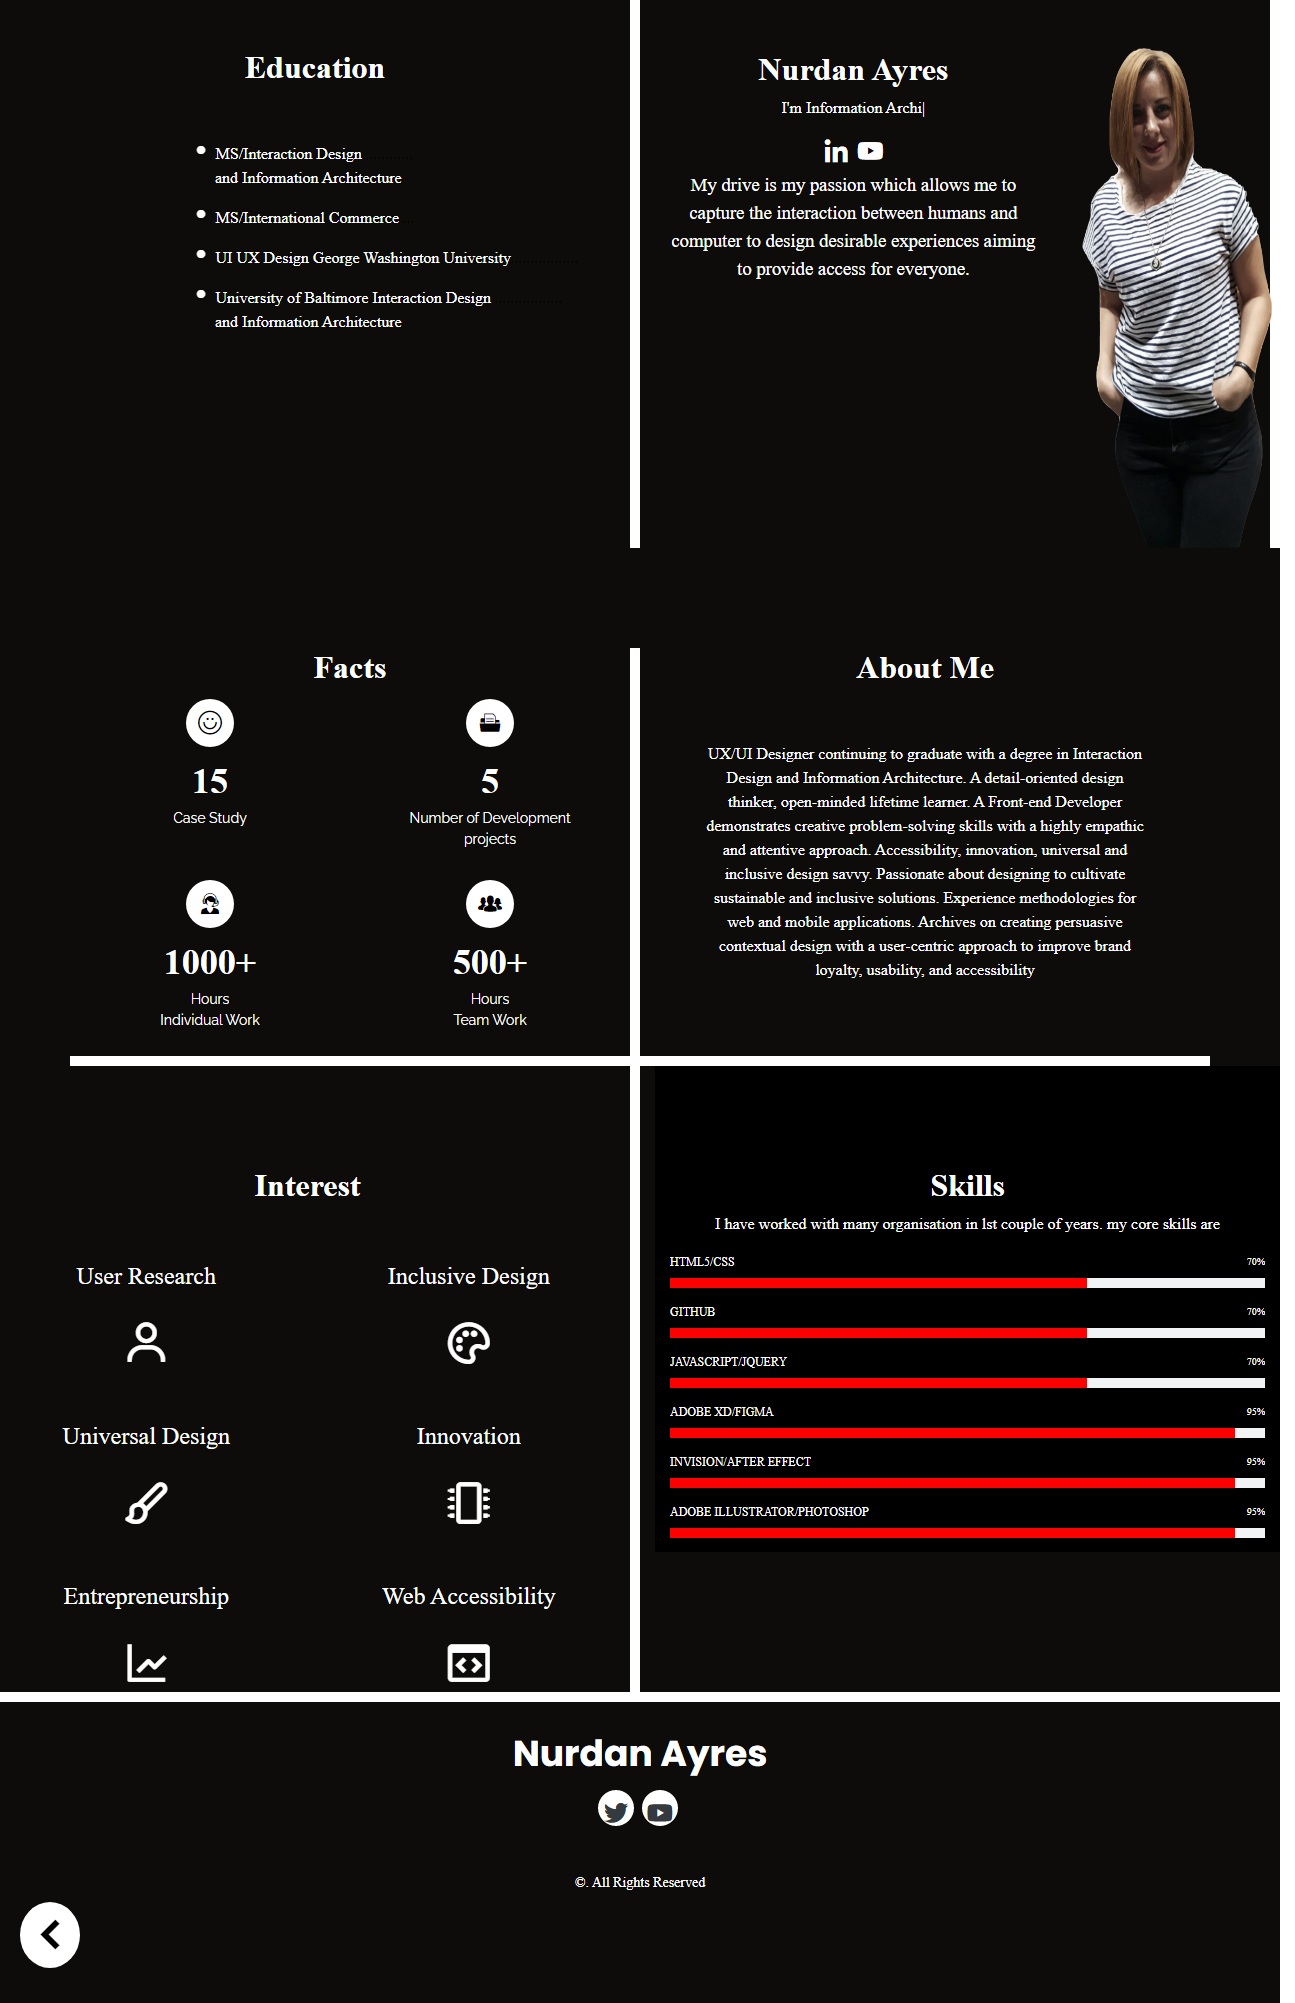 Education
MS/Interaction Design
and Information Architecture
MS/International Commerce
UI UX Design George Washington University
University of Baltimore Interaction Design
and Information Architecture
Nurdan Ayres
I'm Information Archi|
My drive is my passion which allows me to
capture the interaction between humans and
computer to design desirable experiences aiming
to provide access for everyone.
Facts
15
Case Study
5
Number of Development
projects
1000+
Hours
Individual Work
500+
Hours
Team Work
About Me
UX/UI Designer continuing to graduate with a degree in Interaction
Design and Information Architecture. A detail-oriented design
thinker, open-minded lifetime learner. A Front-end Developer
demonstrates creative problem-solving skills with a highly empathic
and attentive approach. Accessibility, innovation, universal and
inclusive design savvy. Passionate about designing to cultivate
sustainable and inclusive solutions. Experience methodologies for
web and mobile applications. Archives on creating persuasive
contextual design with a user-centric approach to improve brand
loyalty, usability, and accessibility
Interest
User Research
Inclusive Design
Universal Design
Innovation
Entrepreneurship
Web Accessibility
Skills
I have worked with many organisation in lst couple of years. my core skills are
HTML5/CSS 70%
GITHUB 70%
JAVASCRIPT/JQUERY 70%
ADOBE XD/FIGMA 95%
INVISION/AFTER EFFECT 95%
ADOBE ILLUSTRATOR/PHOTOSHOP 95%
Nurdan Ayres
©. All Rights Reserved